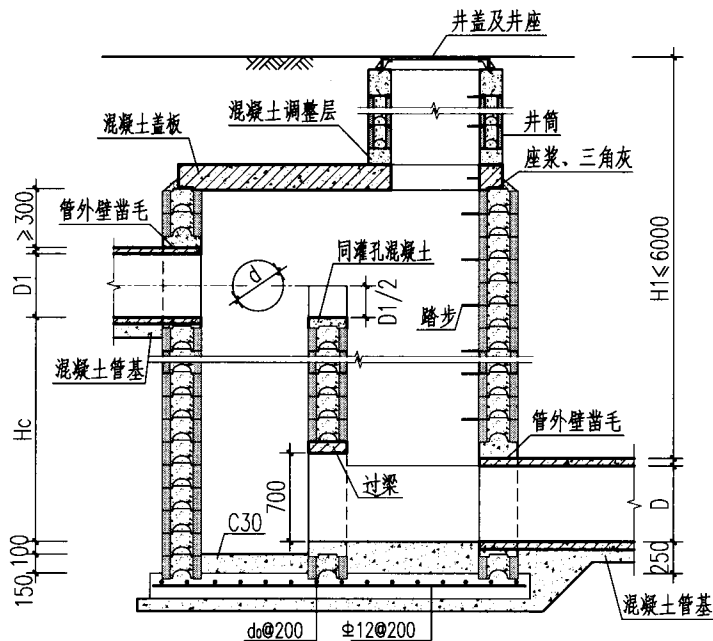 井盖及井座
混凝土调整层
井筒
混凝土盖板
座浆、三角灰
≥300
管外壁凿毛
同灌孔混凝土
D1
d
D1/2
H1≤6000
踏步
混凝土管基
Hc
管外壁凿毛
过梁
700
D
C30
150
100
250
混凝土管基
d₀@200
Φ12@200